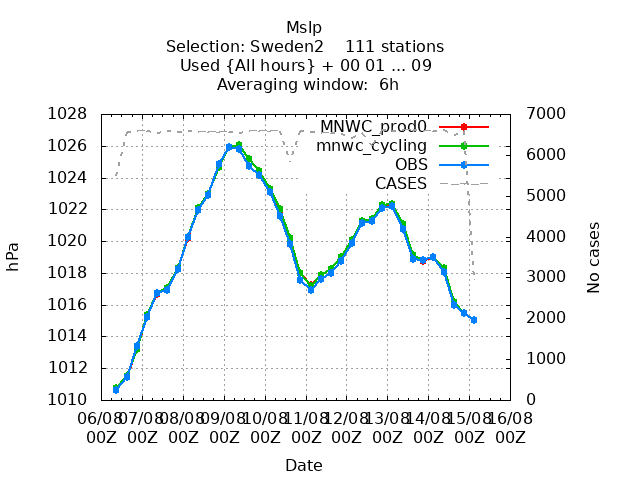 Mslp
Selection: Sweden2    111 stations
Used {All hours} + 00 01 ... 09
Averaging window:  6h
1028
1026
1024
1022
1020
1018
1016
1014
1012
1010
hPa
7000
6000
5000
4000
3000
2000
1000
0
No cases
MNWC_prod0
mnwc_cycling
OBS
CASES
06/08 07/08 08/08 09/08 10/08 11/08 12/08 13/08 14/08 15/08 16/08
00Z 00Z 00Z 00Z 00Z 00Z 00Z 00Z 00Z 00Z 00Z
Date